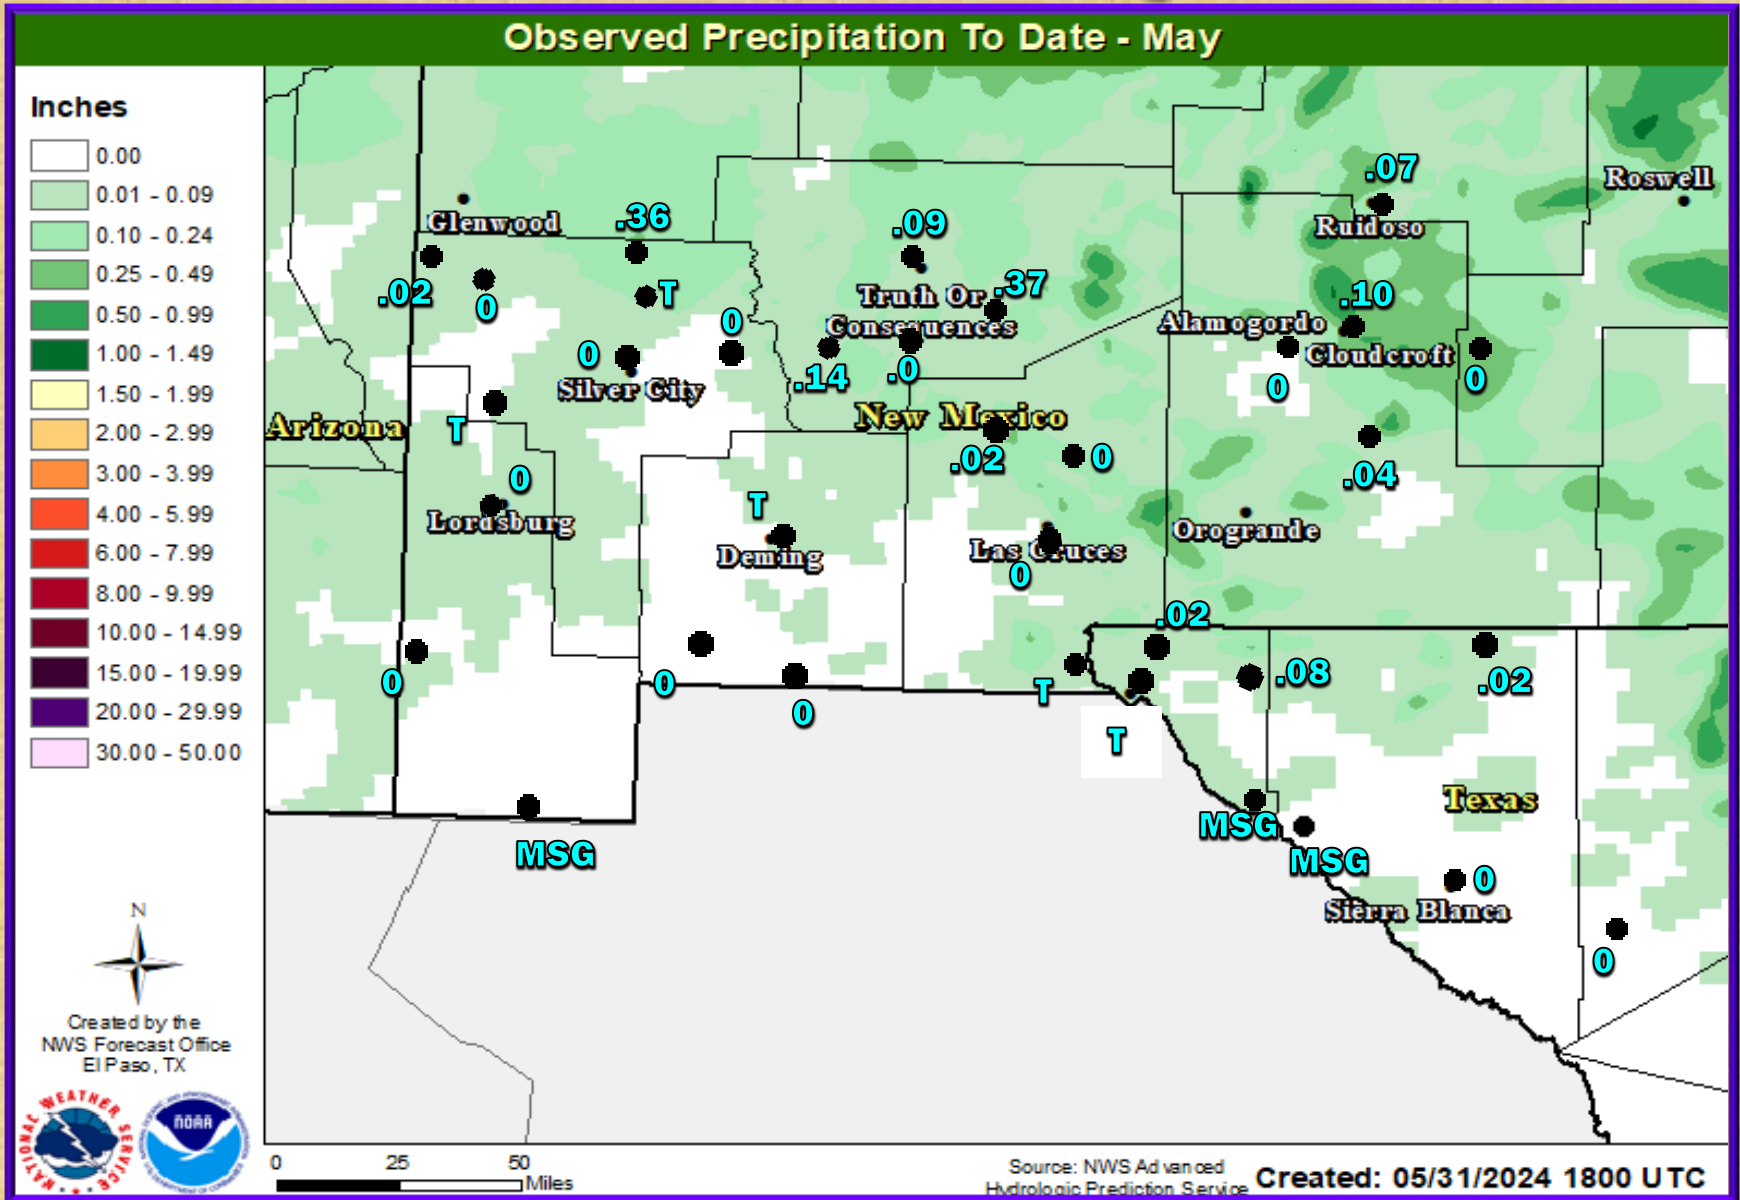 Observed Precipitation To Date - May
Inches
0.00
0.01 - 0.09
0.10 - 0.24
0.25 - 0.49
0.50 - 0.99
1.00 - 1.49
1.50 - 1.99
2.00 - 2.99
3.00 - 3.99
4.00 - 5.99
6.00 - 7.99
8.00 - 9.99
10.00 - 14.99
15.00 - 19.99
20.00 - 29.99
30.00 - 50.00
.07
Roswell
Glenwood
.36
.09
Ruidoso
.02
0
T
.37
.10
Truth Or
Consequences
0
Alamogordo
0
Cloudcroft
Silver City
.14
.0
0
0
Arizona
T
New Mexico
.02
0
.04
0
Lordsburg
T
Deming
Las Cruces
Orogrande
0
.02
0
0
0
T
.08
.02
T
Texas
MSG
MSG
MSG
0
Sierra Blanca
0
N
Created by the
NWS Forecast Office
El Paso, TX
NATIONAL WEATHER SERVICE
NOAA
0 25 50
Miles
Source: NWS Advanced
Hydrologic Prediction Service
Created: 05/31/2024 1800 UTC